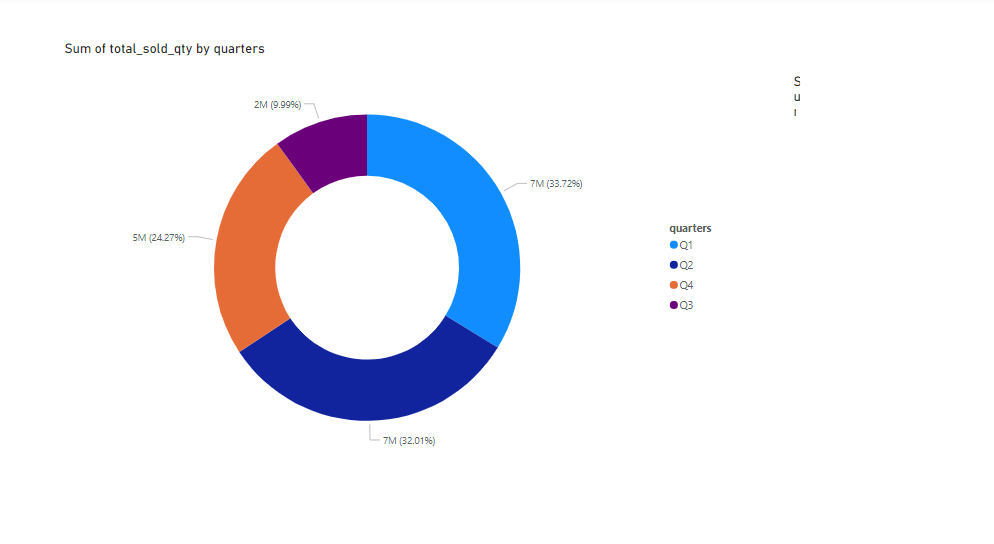 Sum of total_sold_qty by quarters
S
u
2M (9.99%)
7M (33.72%)
5M (24.27%)
7M (32.01%)
quarters
Q1
Q2
Q4
Q3